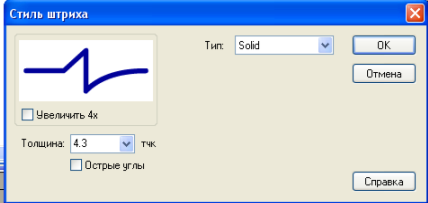 Стиль штриха
Тип: Solid
OK
Отмена
Увеличить 4x
Толщина: 4.3 тчк
Острые углы
Справка